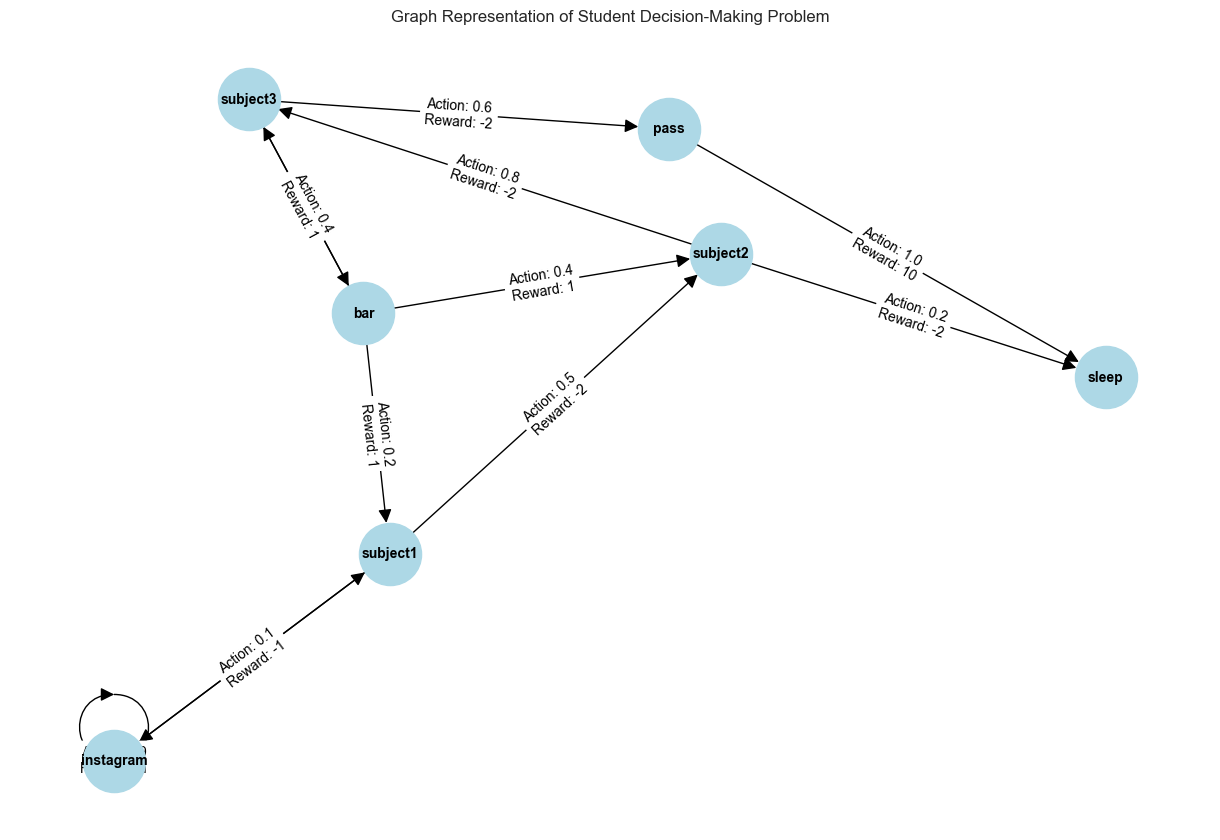 Graph Representation of Student Decision-Making Problem
subject3
Action: 0.6
Reward: -2
pass
Action: 0.8
Reward: -2
Action: 0.4
Reward: 1
subject2
Action: 1.0
Reward: 10
Action: 0.4
Reward: 1
bar
Action: 0.2
Reward: -2
sleep
Action: 0.5
Reward: -2
Action: 0.2
Reward: 1
subject1
Action: 0.1
Reward: -1
instagram